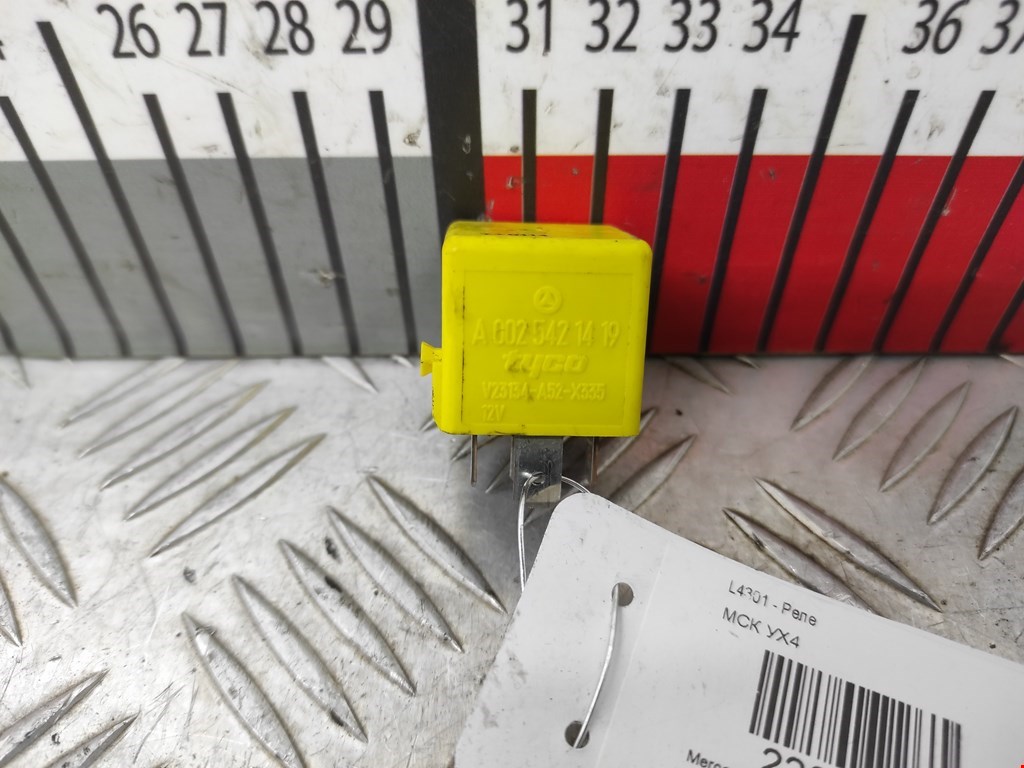 26 27 28 29 31 32 33 34 36
A 002 542 14 19
tyco
V23134-A52-X335
12V
L4301 - Реле
МСК УХ4